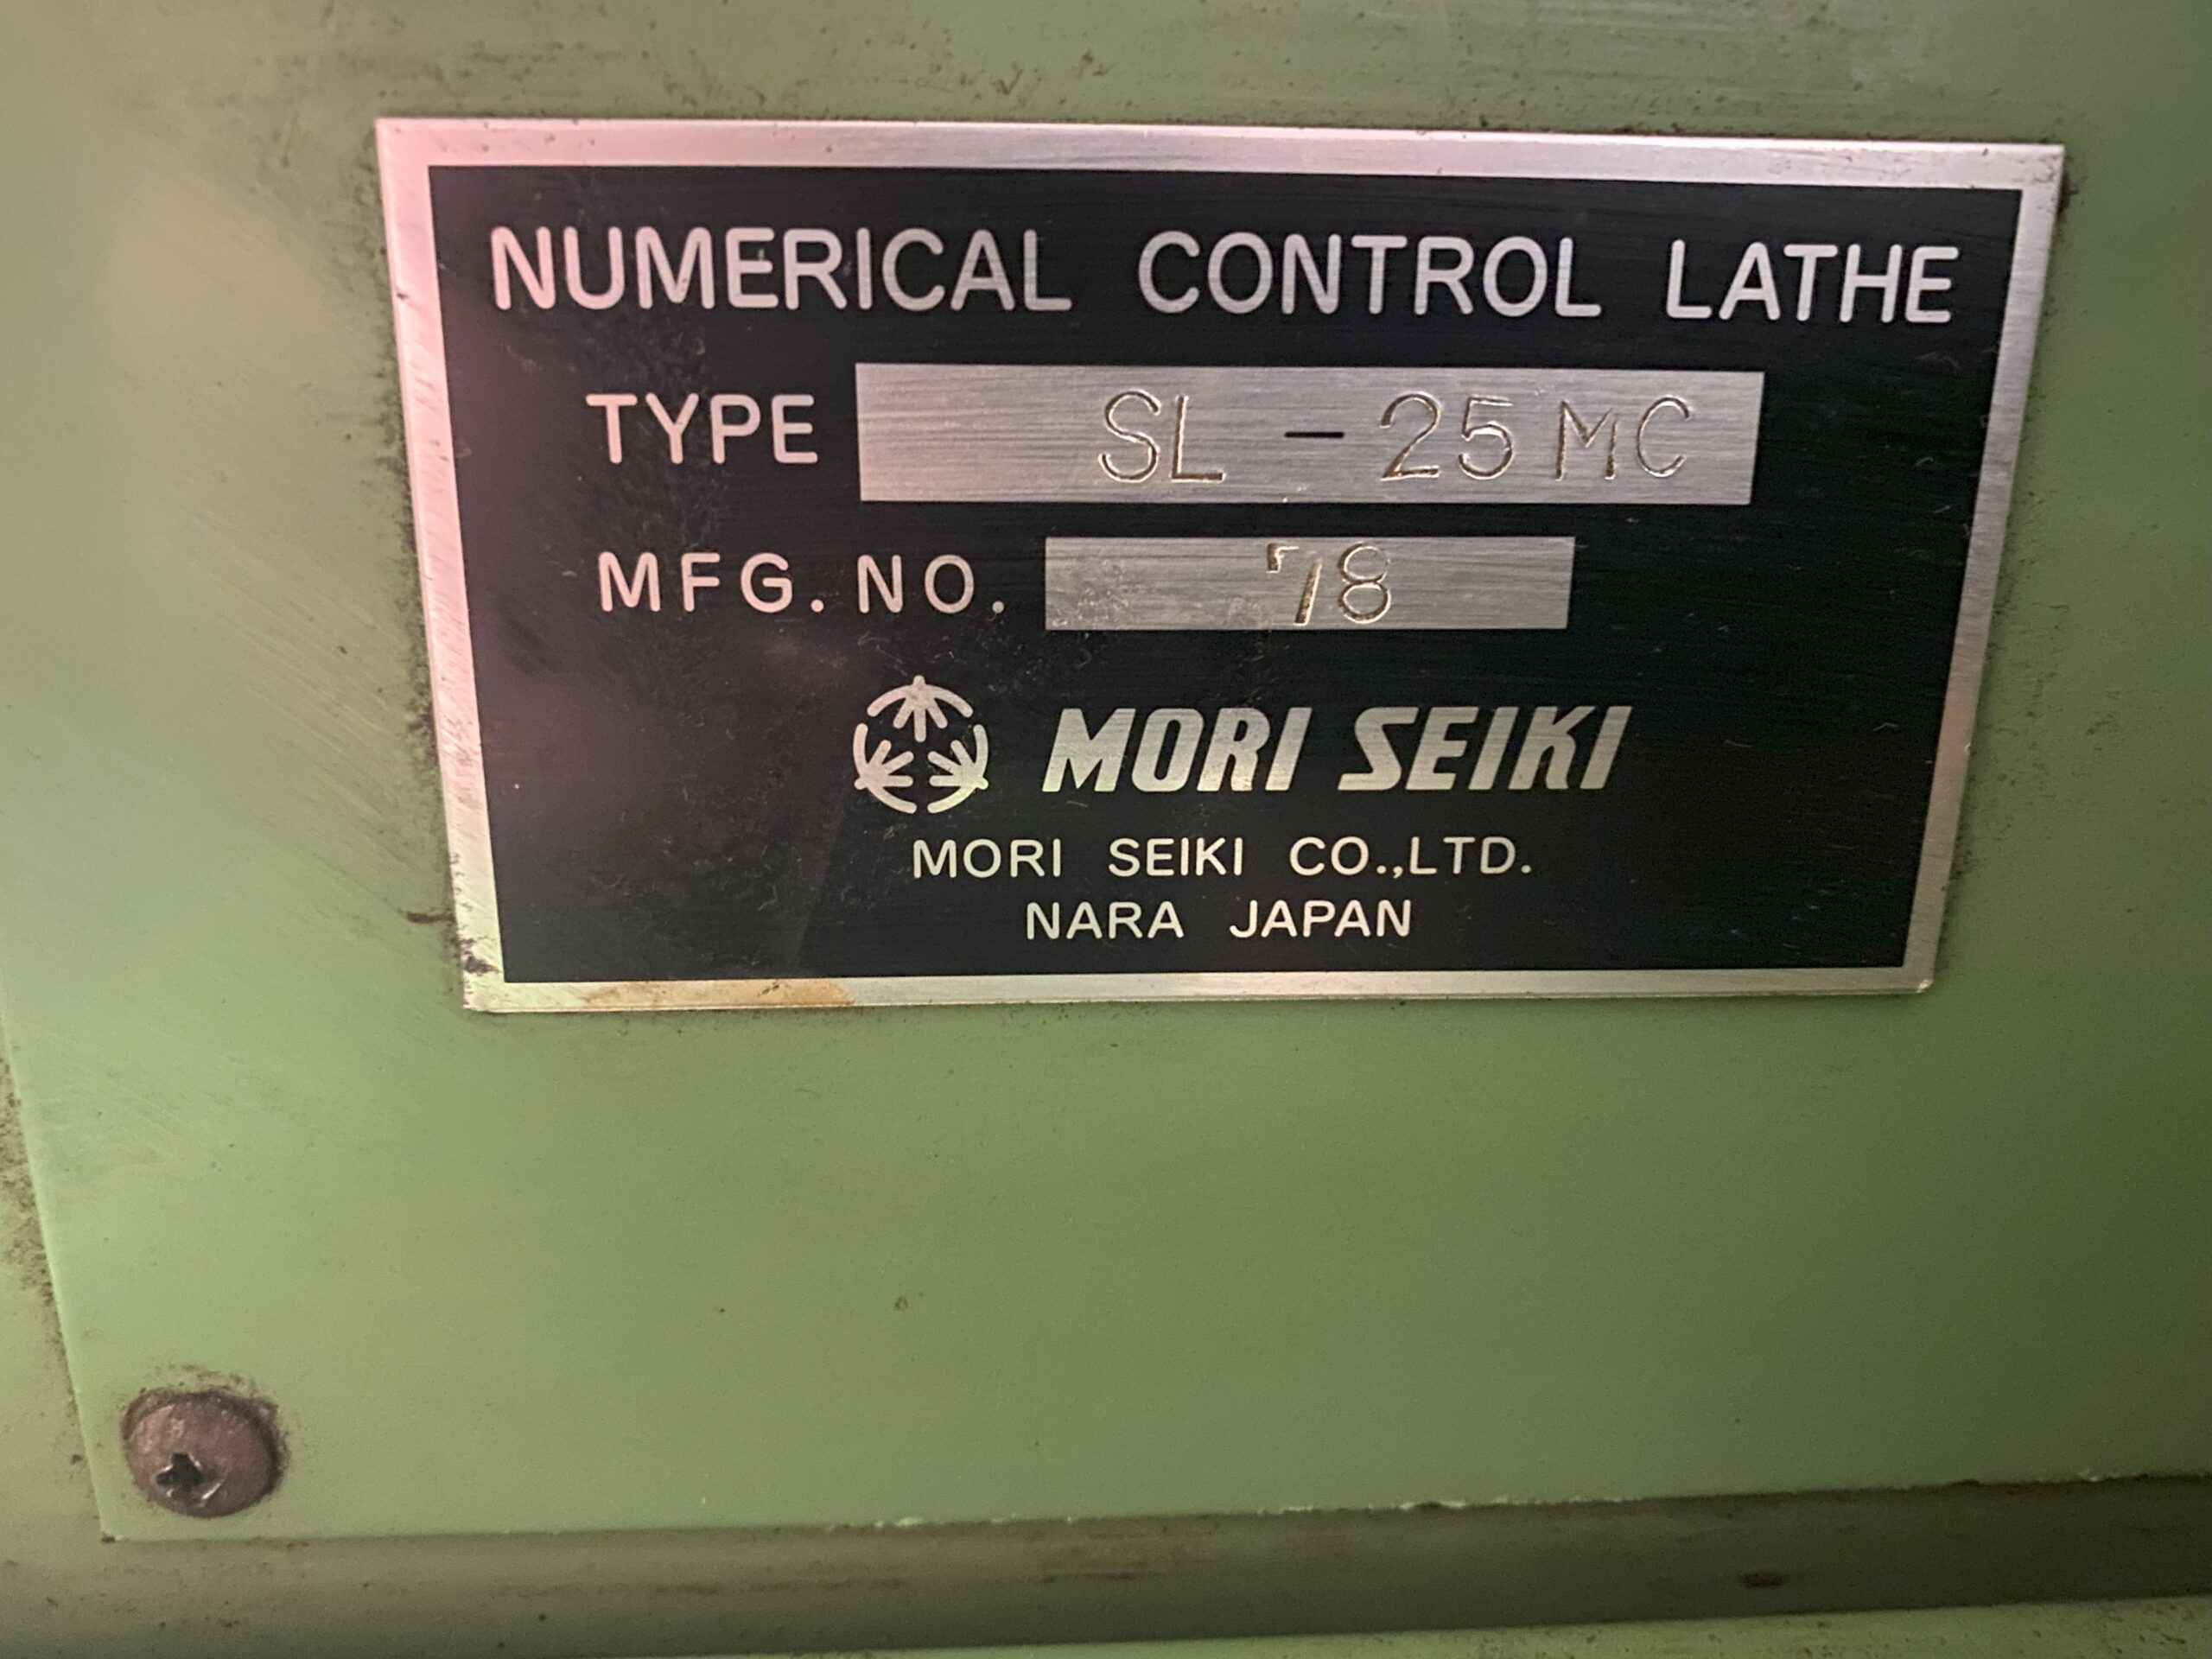 NUMERICAL CONTROL LATHE
TYPE SL - 25MC
MFG. NO. 78
MORI SEIKI
MORI SEIKI CO.,LTD.
NARA JAPAN